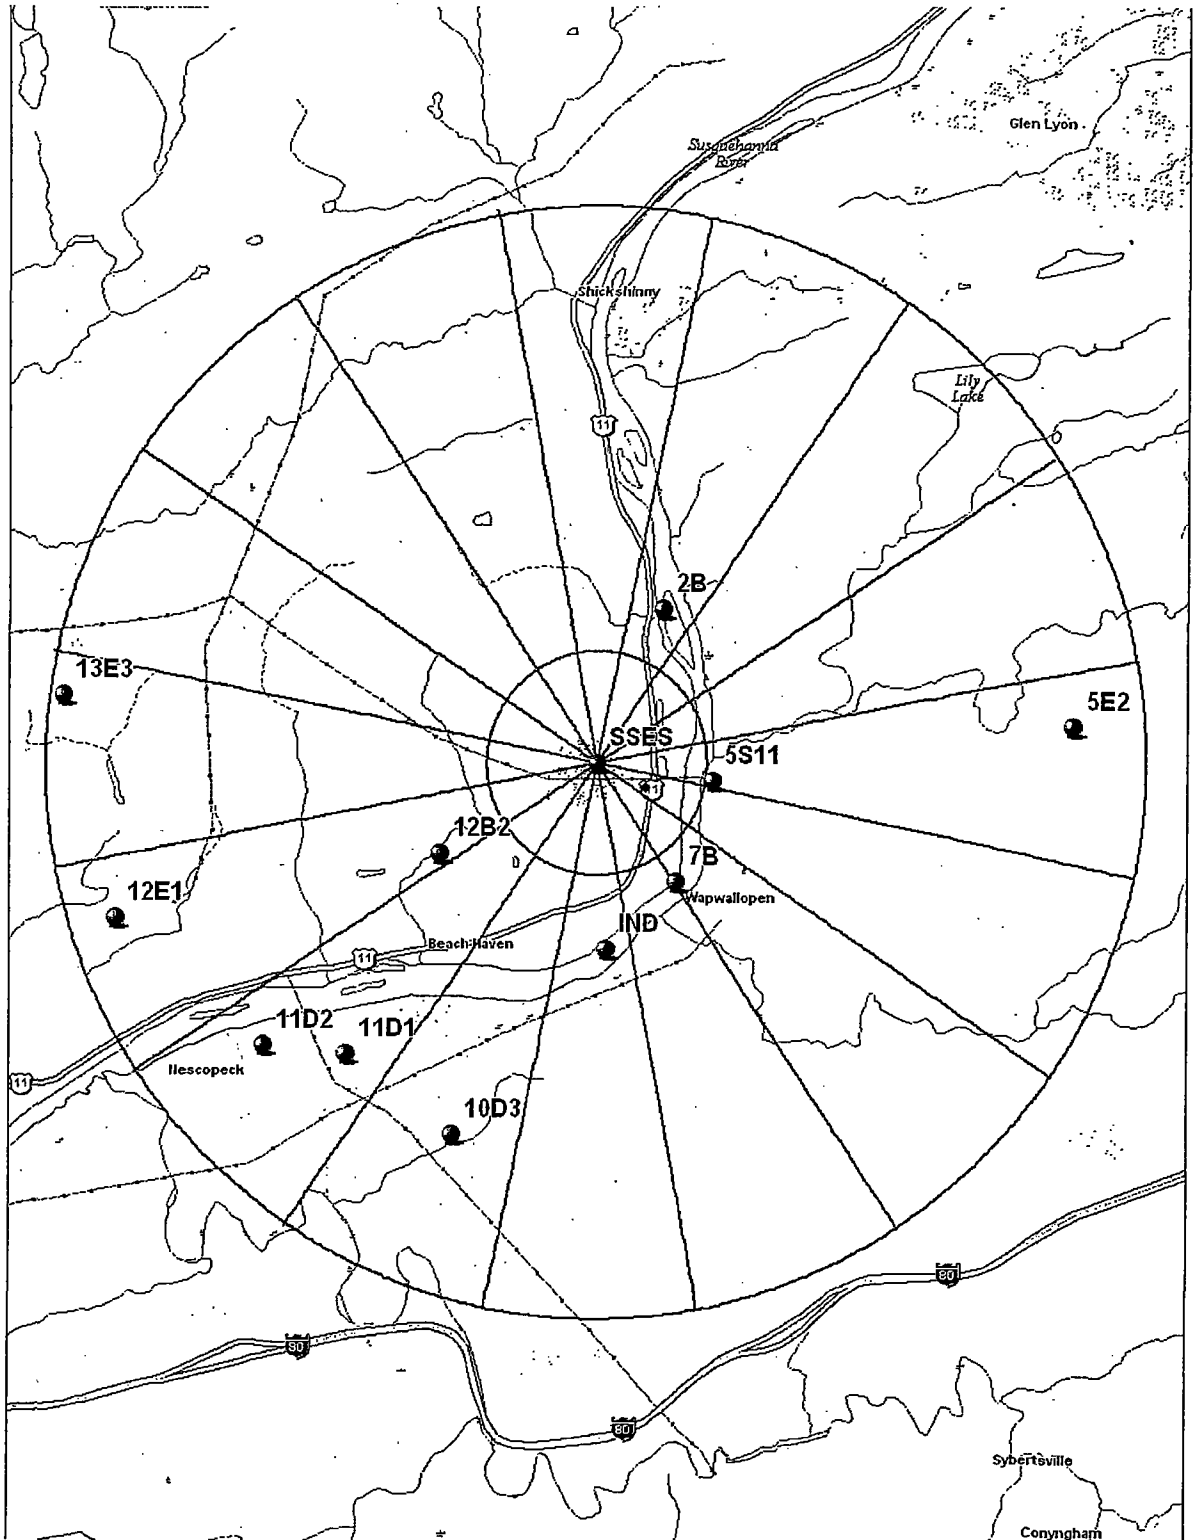 Glen Lyon
Susquehanna
River
Shickshinny
Lily
Lake
11
2B
13E3
5E2
SSES
5S11
11
12B2
7B
12E1
Wapwallopen
IND
Beach Haven
11
11D2
11D1
Nescopeck
11
10D3
80
80
80
Sybertsville
Conyngham